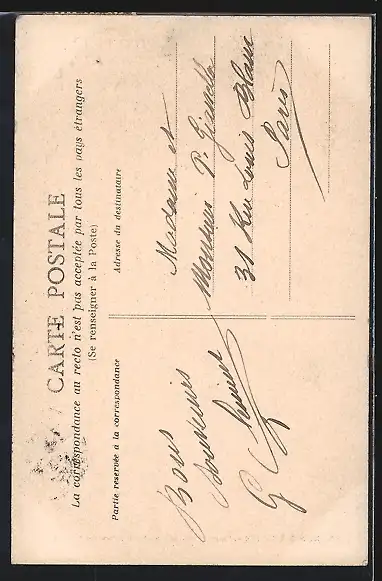 CARTE POSTALE
La correspondance au recto n'est pas acceptée par tous les pays étrangers
(Se renseigner à la Poste)
Partie reservée à la correspondance
Adresse du destinataire
Bons
souvenirs
G
Madame et
Monsieur P.
31 Rue Louis Blanc
Paris